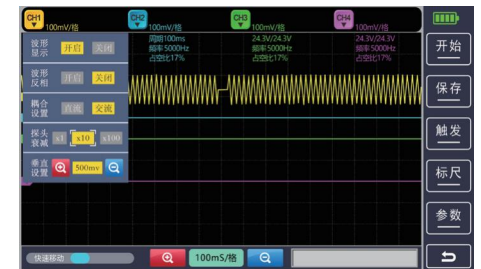 CH1 100mV/格
CH2 100mV/格
CH3 100mV/格
CH4 100mV/格
周期100ms
频率5000Hz
占空比17%
24.3V/24.3V
频率5000Hz
占空比17%
24.3V/24.3V
频率5000Hz
占空比17%
波形显示 开启 关闭
波形反相 开启 关闭
耦合设置 直流 交流
探头衰减 x1 x10 x100
垂直设置 500mv
快速移动
100mS/格
开始
保存
触发
标尺
参数